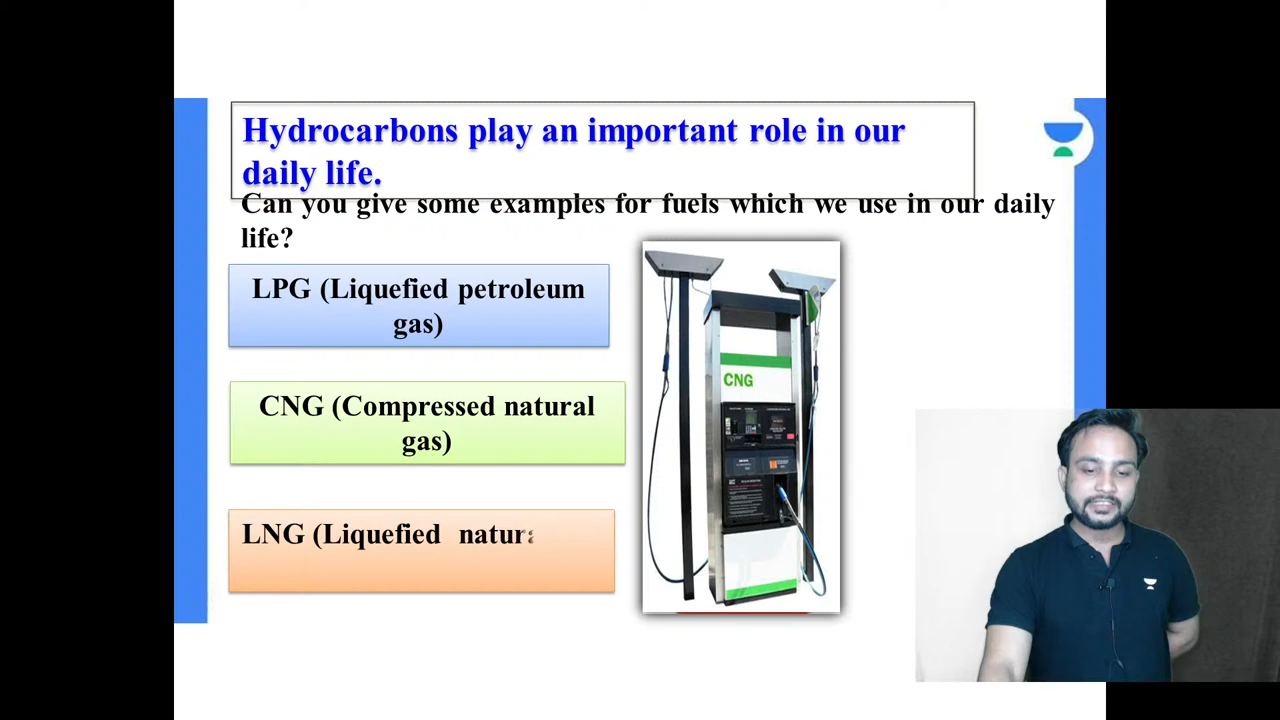 Hydrocarbons play an important role in our
daily life.
Can you give some examples for fuels which we use in our daily
life?
LPG (Liquefied petroleum
gas)
CNG (Compressed natural
gas)
CNG
LNG (Liquefied natur